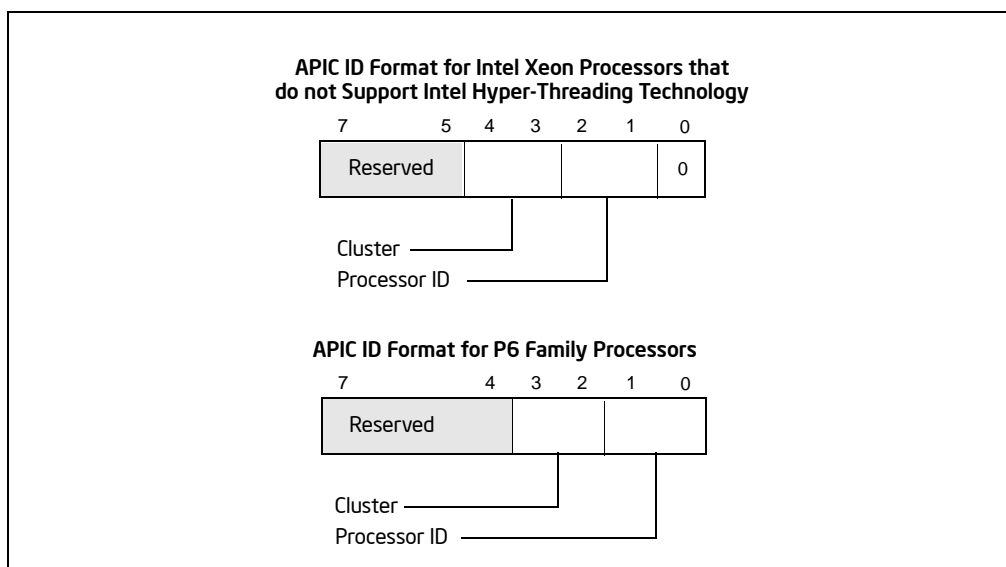 APIC ID Format for Intel Xeon Processors that
do not Support Intel Hyper-Threading Technology
7 5 4 3 2 1 0
Reserved 0
Cluster
Processor ID
APIC ID Format for P6 Family Processors
7 4 3 2 1 0
Reserved
Cluster
Processor ID